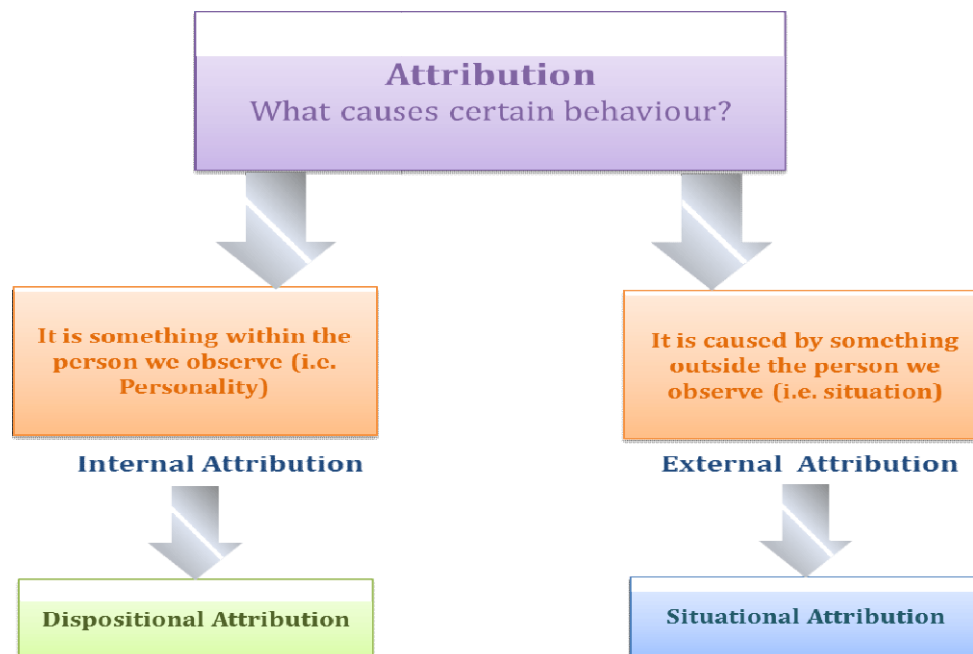 Attribution
What causes certain behaviour?
It is something within the
person we observe (i.e.
Personality)
Internal Attribution
Dispositional Attribution
It is caused by something
outside the person we
observe (i.e. situation)
External Attribution
Situational Attribution